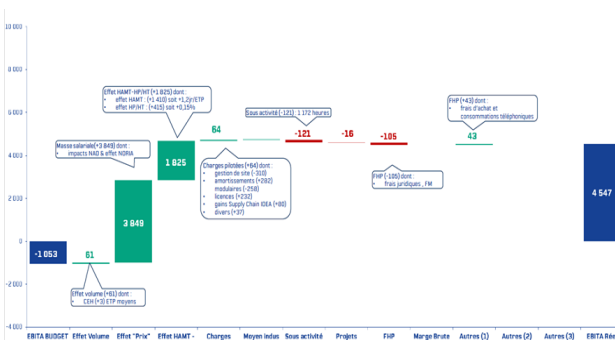 10 000
8 000
6 000
4 000
2 000
0
-2 000
-4 000
Effet HAMT-HP/HT (+1 825) dont :
• effet HAMT : (+1 410) soit +1,2jr/ETP
• effet HP/HT : (+415) soit +0,15%
Masse salariale (+3 849) dont :
• impacts NAO & effet NORIA
Sous activité (-121) : 1 172 heures
FHP (+43) dont :
• frais d'achat et
consommations téléphoniques
Charges pilotées (+64) dont :
• gestion de site (-310)
• amortissements (+282)
modulaires (-258)
• licences (+232)
• gains Supply Chain IDEA (+80)
• divers (+37)
FHP (-105) dont :
• frais juridiques , FM
Effet volume (+61) dont :
• CEH (+3) ETP moyens
-1 053
61
3 849
1 825
64
-121
-16
-105
43
4 547
EBITA BUDGET Effet Volume Effet "Prix" Effet HAMT - Charges Moyen indus Sous activité Projets FHP Marge Brute Autres (1) Autres (2) Autres (3) EBITA Rée